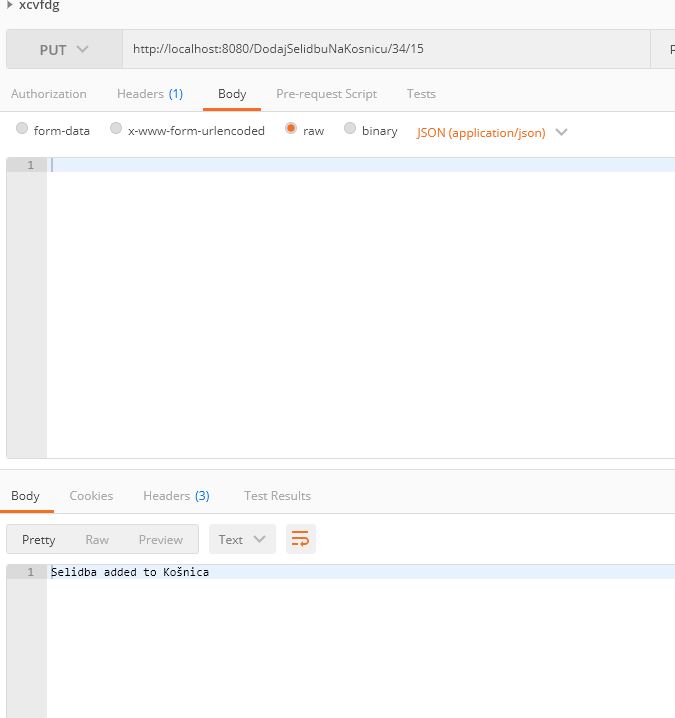 xcvfdg
PUT http://localhost:8080/DodajSelidbuNaKosnicu/34/15
Authorization Headers (1) Body Pre-request Script Tests
form-data x-www-form-urlencoded raw binary JSON (application/json)
1
Body Cookies Headers (3) Test Results
Pretty Raw Preview Text
1 Selidba added to Košnica